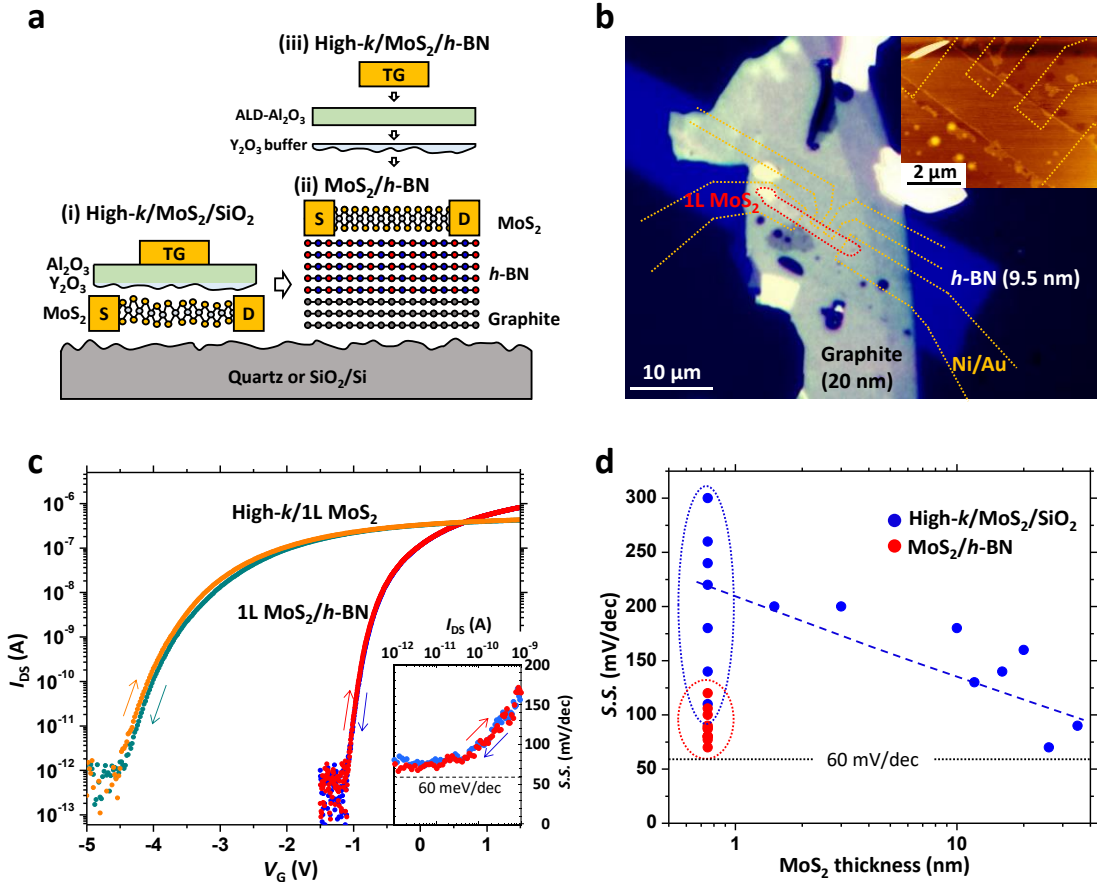 a
(iii) High-k/MoS₂/h-BN
TG
ALD-Al₂O₃
Y₂O₃ buffer
(ii) MoS₂/h-BN
(i) High-k/MoS₂/SiO₂
S
D
MoS₂
TG
Al₂O₃
Y₂O₃
h-BN
MoS₂
S
D
Graphite
Quartz or SiO₂/Si
b
2 μm
1L MoS₂
h-BN (9.5 nm)
Graphite
(20 nm)
Ni/Au
10 μm
c
10⁻⁶
10⁻⁷
10⁻⁸
10⁻⁹
10⁻¹⁰
10⁻¹¹
10⁻¹²
10⁻¹³
I_DS (A)
High-k/1L MoS₂
1L MoS₂/h-BN
I_DS (A)
10⁻¹² 10⁻¹¹ 10⁻¹⁰ 10⁻⁹
200
150
100
50
0
S.S. (mV/dec)
60 meV/dec
-5 -4 -3 -2 -1 0 1
V_G (V)
d
300
250
200
150
100
50
0
S.S. (mV/dec)
High-k/MoS₂/SiO₂
MoS₂/h-BN
60 mV/dec
1 10
MoS₂ thickness (nm)